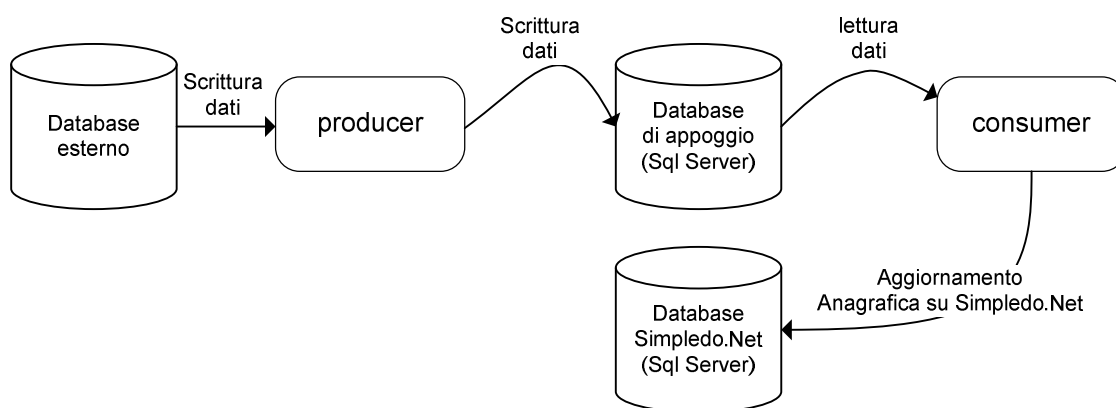 Scrittura
dati
lettura
dati
Scrittura
dati
Database
esterno
producer
Database
di appoggio
(Sql Server)
consumer
Aggiornamento
Anagrafica su Simpledo.Net
Database
Simpledo.Net
(Sql Server)